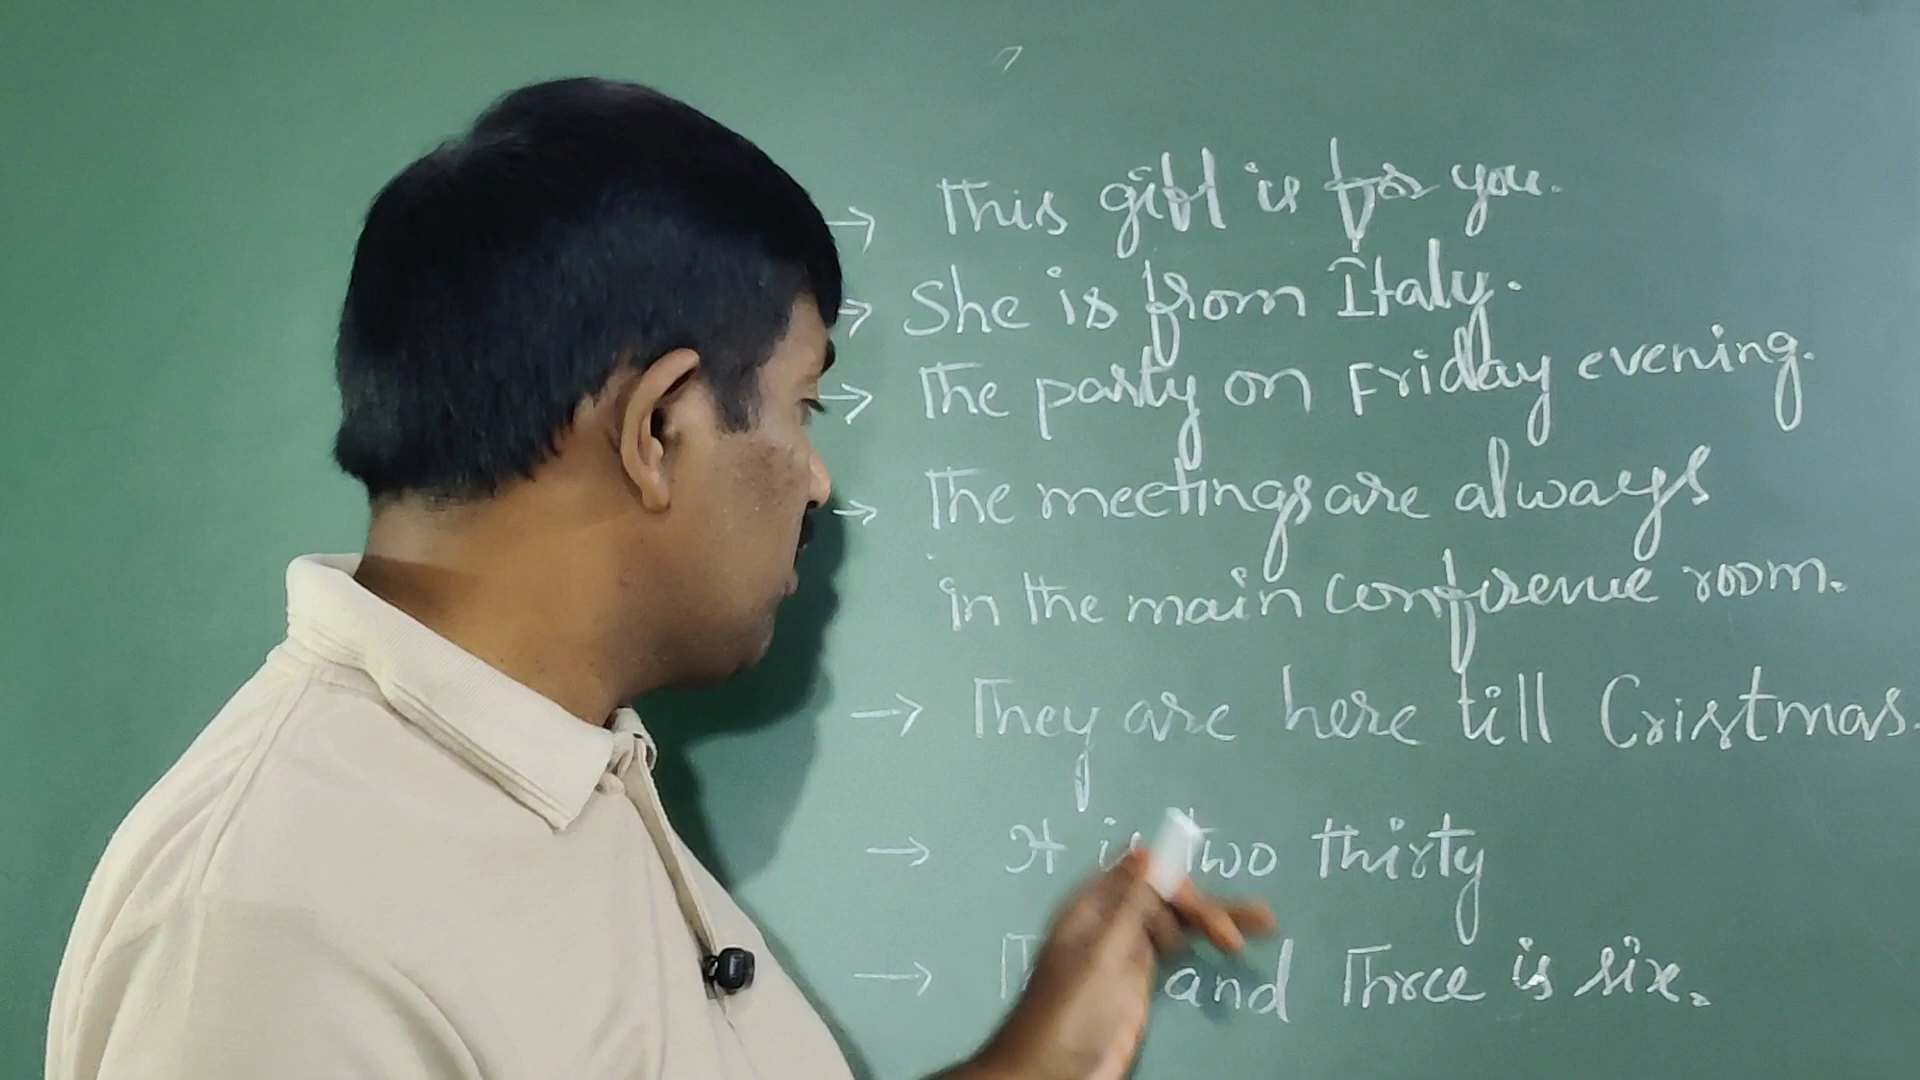 This gift is for you.
She is from Italy.
The party on Friday evening.
The meetings are always
in the main conference room.
They are here till Cristmas.
It is two thirty
and Three is six.